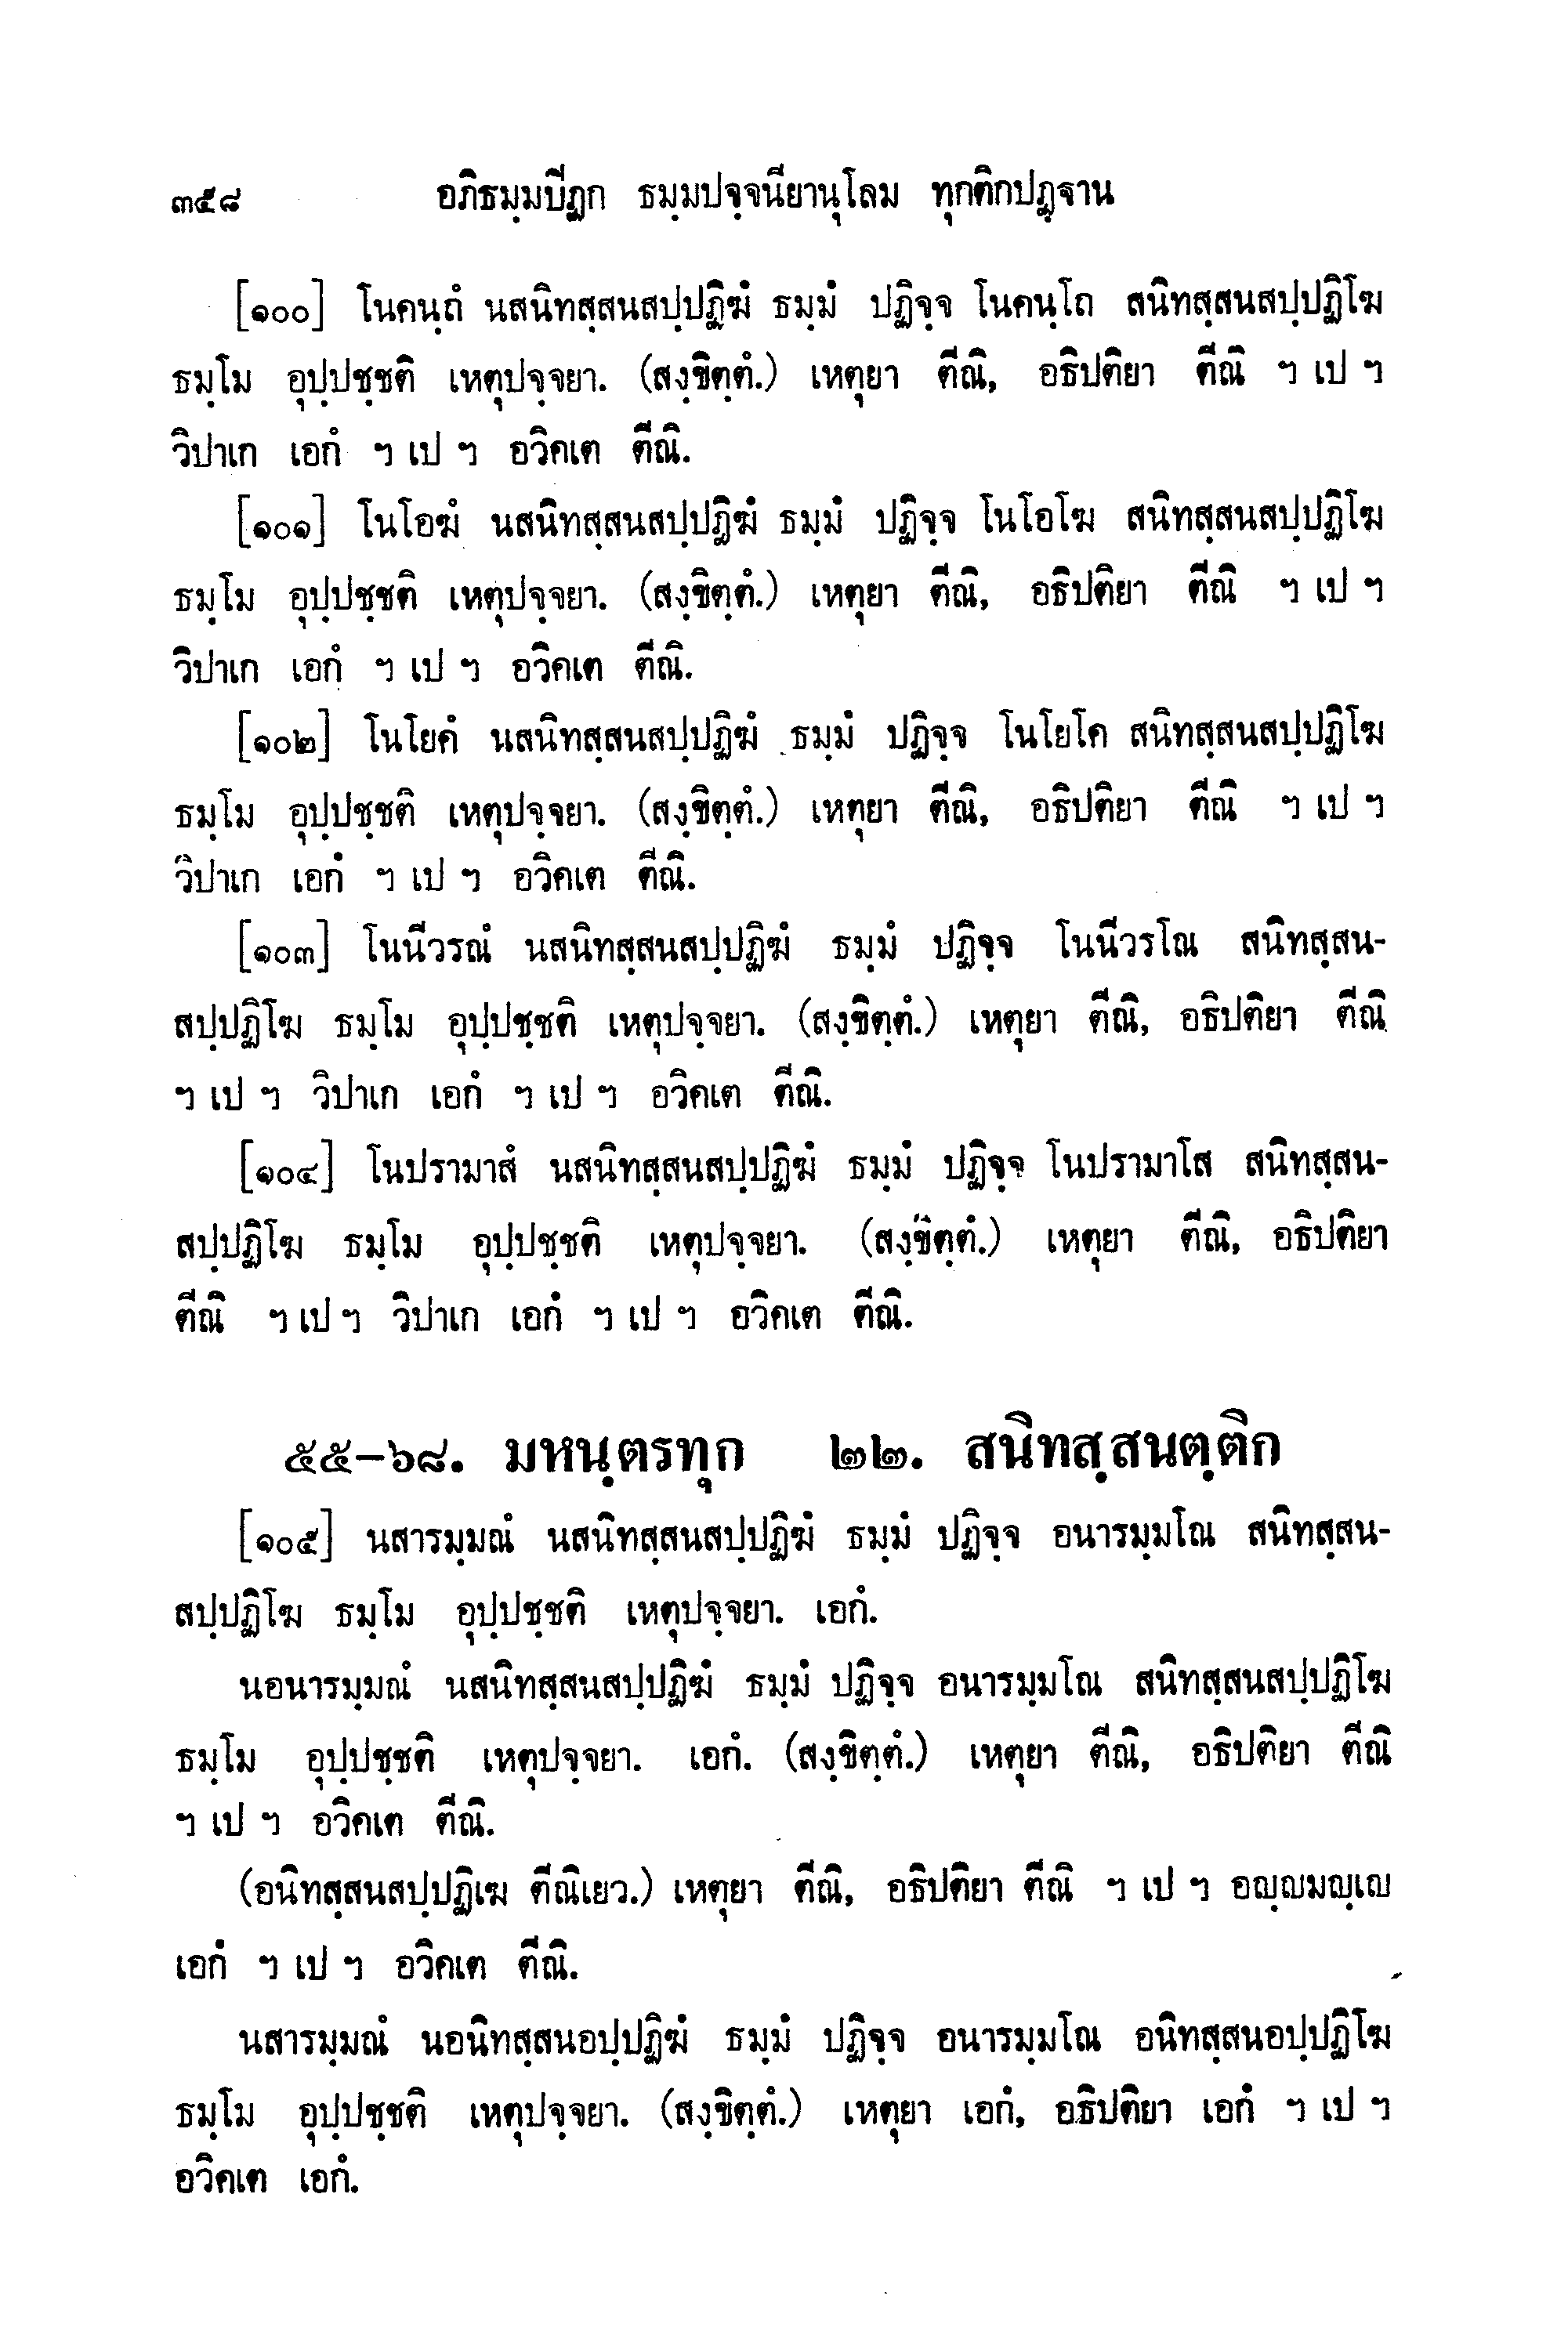 ๓๕๘ อภิธมฺมปิฏก ธมฺมปจฺจนียานุโลม ทุกติกปฏฺฐาน
[๑๐๐] โนคนฺถํ นสนิทสฺสนสปฺปฏิฆํ ธมฺมํ ปฏิจฺจ โนคนฺโถ สนิทสฺสนสปฺปฏิโฆ
ธมฺโม อุปฺปชฺชติ เหตุปจฺจยา. (สงฺขิตฺตํ.) เหตุยา ตีณิ, อธิปติยา ตีณิ ฯ เป ฯ
วิปาเก เอกํ ฯ เป ฯ อวิคเต ตีณิ.
[๑๐๑] โนโอฆํ นสนิทสฺสนสปฺปฏิฆํ ธมฺมํ ปฏิจฺจ โนโอโฆ สนิทสฺสนสปฺปฏิโฆ
ธมฺโม อุปฺปชฺชติ เหตุปจฺจยา. (สงฺขิตฺตํ.) เหตุยา ตีณิ, อธิปติยา ตีณิ ฯ เป ฯ
วิปาเก เอกํ ฯ เป ฯ อวิคเต ตีณิ.
[๑๐๒] โนโยคํ นสนิทสฺสนสปฺปฏิฆํ ธมฺมํ ปฏิจฺจ โนโยโค สนิทสฺสนสปฺปฏิโฆ
ธมฺโม อุปฺปชฺชติ เหตุปจฺจยา. (สงฺขิตฺตํ.) เหตุยา ตีณิ, อธิปติยา ตีณิ ฯ เป ฯ
วิปาเก เอกํ ฯ เป ฯ อวิคเต ตีณิ.
[๑๐๓] โนนีวรณํ นสนิทสฺสนสปฺปฏิฆํ ธมฺมํ ปฏิจฺจ โนนีวรโณ สนิทสฺสน-
สปฺปฏิโฆ ธมฺโม อุปฺปชฺชติ เหตุปจฺจยา. (สงฺขิตฺตํ.) เหตุยา ตีณิ, อธิปติยา ตีณิ
ฯ เป ฯ วิปาเก เอกํ ฯ เป ฯ อวิคเต ตีณิ.
[๑๐๔] โนปรามาสํ นสนิทสฺสนสปฺปฏิฆํ ธมฺมํ ปฏิจฺจ โนปรามาโส สนิทสฺสน-
สปฺปฏิโฆ ธมฺโม อุปฺปชฺชติ เหตุปจฺจยา. (สงฺขิตฺตํ.) เหตุยา ตีณิ, อธิปติยา
ตีณิ ฯ เป ฯ วิปาเก เอกํ ฯ เป ฯ อวิคเต ตีณิ.
๕๕-๖๘. มหนฺตรทุก ๒๒. สนิทสฺสนตฺติก
[๑๐๕] นสารมฺมณํ นสนิทสฺสนสปฺปฏิฆํ ธมฺมํ ปฏิจฺจ อนารมฺมโณ สนิทสฺสน-
สปฺปฏิโฆ ธมฺโม อุปฺปชฺชติ เหตุปจฺจยา. เอกํ.
นอนารมฺมณํ นสนิทสฺสนสปฺปฏิฆํ ธมฺมํ ปฏิจฺจ อนารมฺมโณ สนิทสฺสนสปฺปฏิโฆ
ธมฺโม อุปฺปชฺชติ เหตุปจฺจยา. เอกํ. (สงฺขิตฺตํ.) เหตุยา ตีณิ, อธิปติยา ตีณิ
ฯ เป ฯ อวิคเต ตีณิ.
(อนิทสฺสนสปฺปฏิเฆ ตีณิเยว.) เหตุยา ตีณิ, อธิปติยา ตีณิ ฯ เป ฯ อญฺญมญฺเญ
เอกํ ฯ เป ฯ อวิคเต ตีณิ.
นสารมฺมณํ นอนิทสฺสนอปฺปฏิฆํ ธมฺมํ ปฏิจฺจ อนารมฺมโณ อนิทสฺสนอปฺปฏิโฆ
ธมฺโม อุปฺปชฺชติ เหตุปจฺจยา. (สงฺขิตฺตํ.) เหตุยา เอกํ, อธิปติยา เอกํ ฯ เป ฯ
อวิคเต เอกํ.